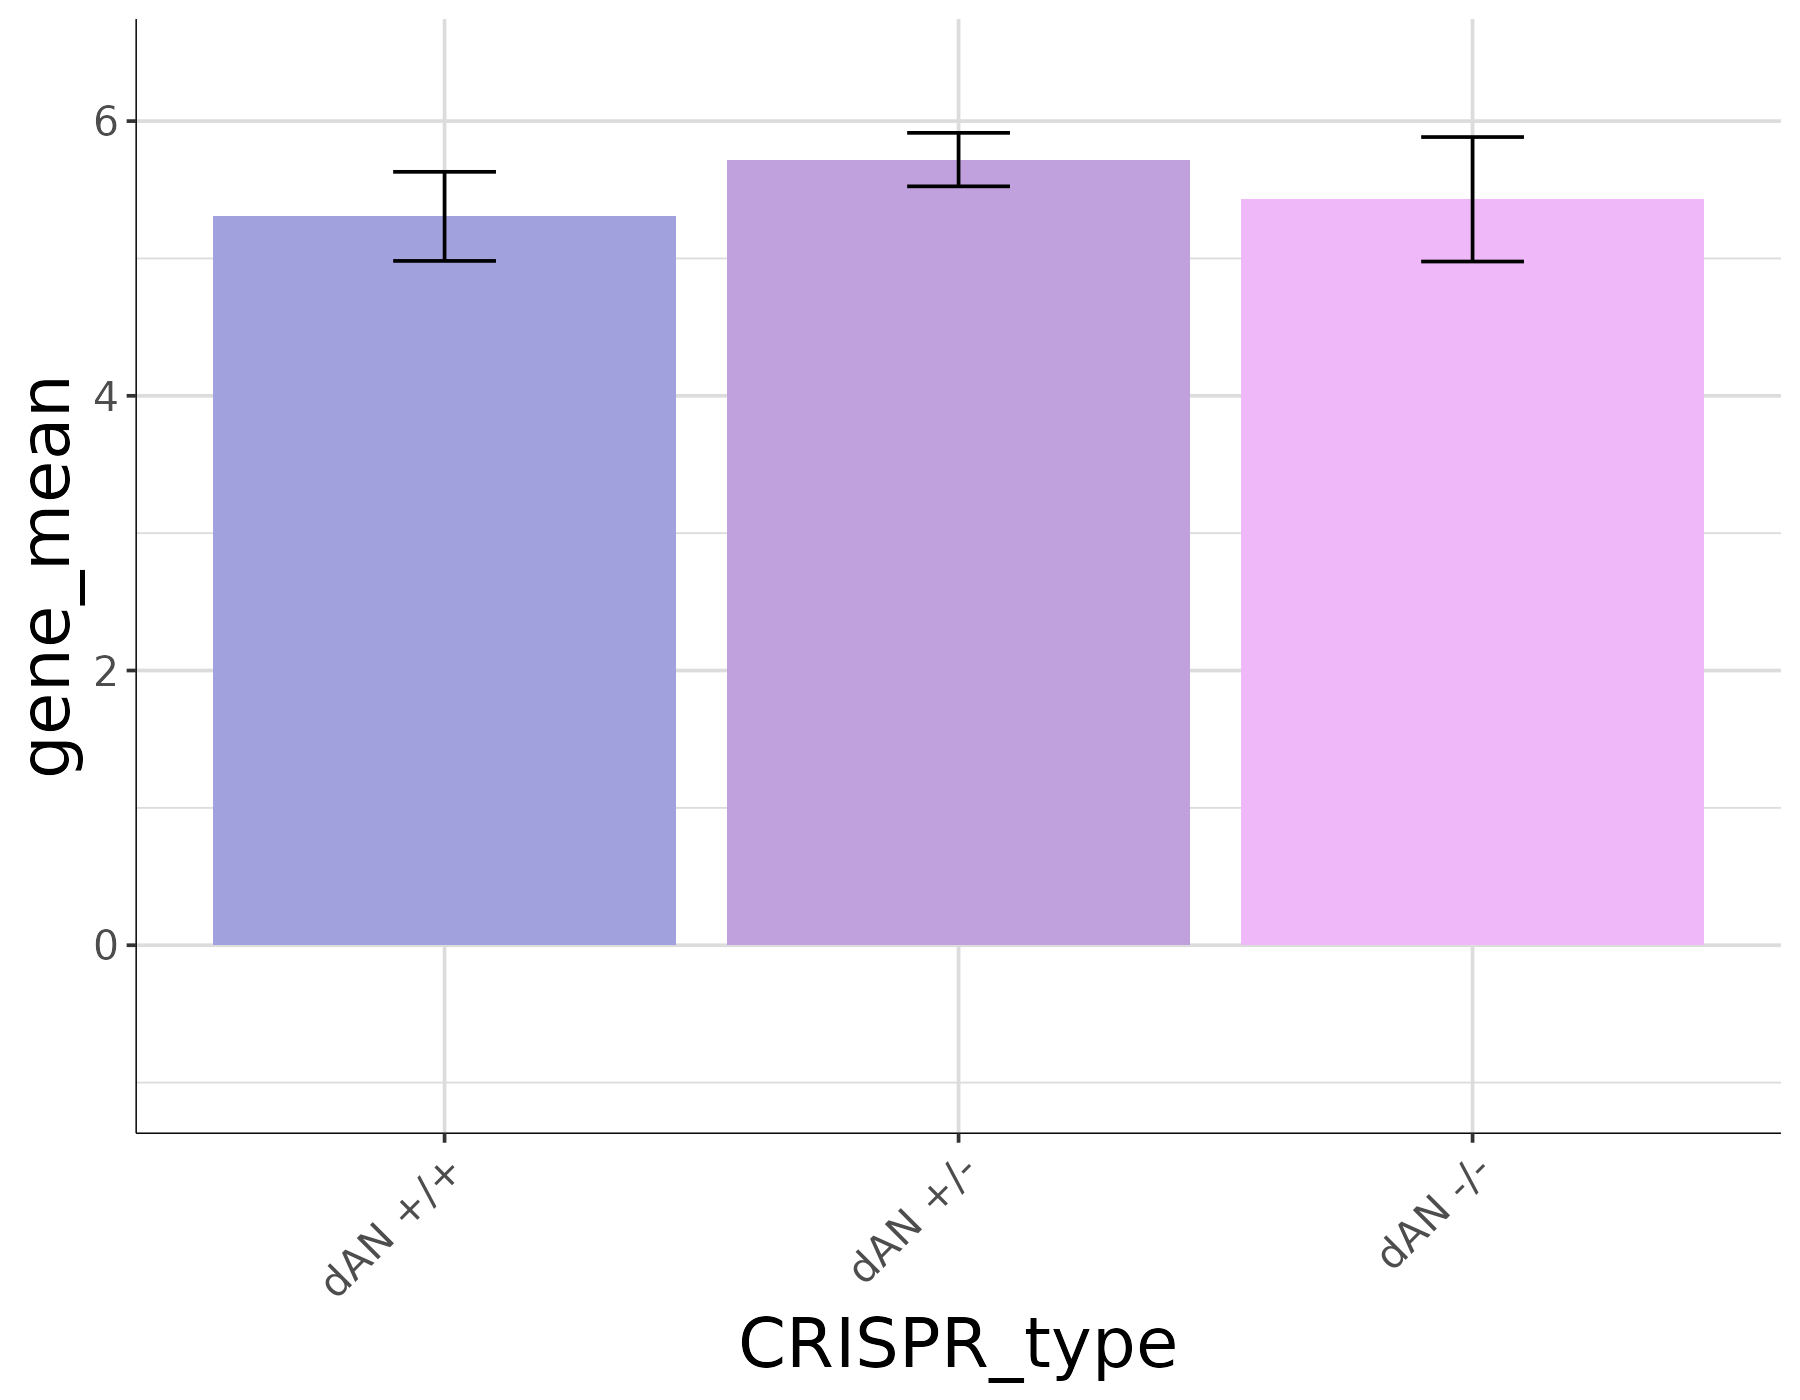 gene_mean
6
4
2
0
dAN +/+
dAN +/-
dAN -/-
CRISPR_type